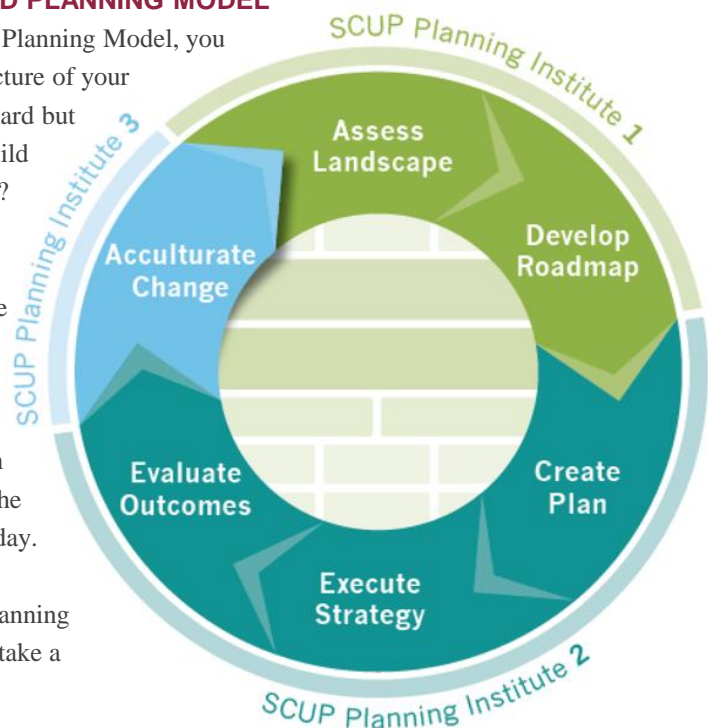 D PLANNING MODEL
Planning Model, you
cture of your
ard but
ild
?
e
n
he
day.
anning
take a
SCUP Planning Institute 1
Assess
Landscape
Develop
Roadmap
SCUP Planning Institute 2
Create
Plan
Execute
Strategy
Evaluate
Outcomes
SCUP Planning Institute 3
Acculturate
Change